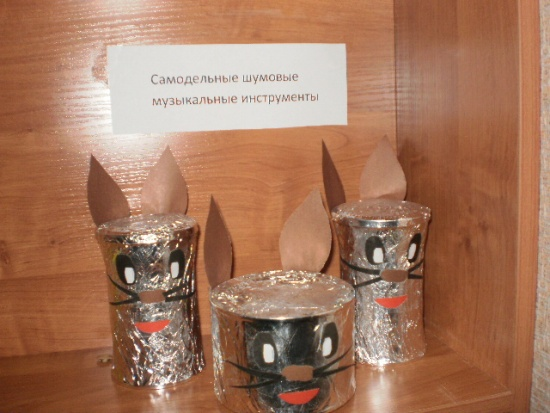 Самодельные шумовые
музыкальные инструменты